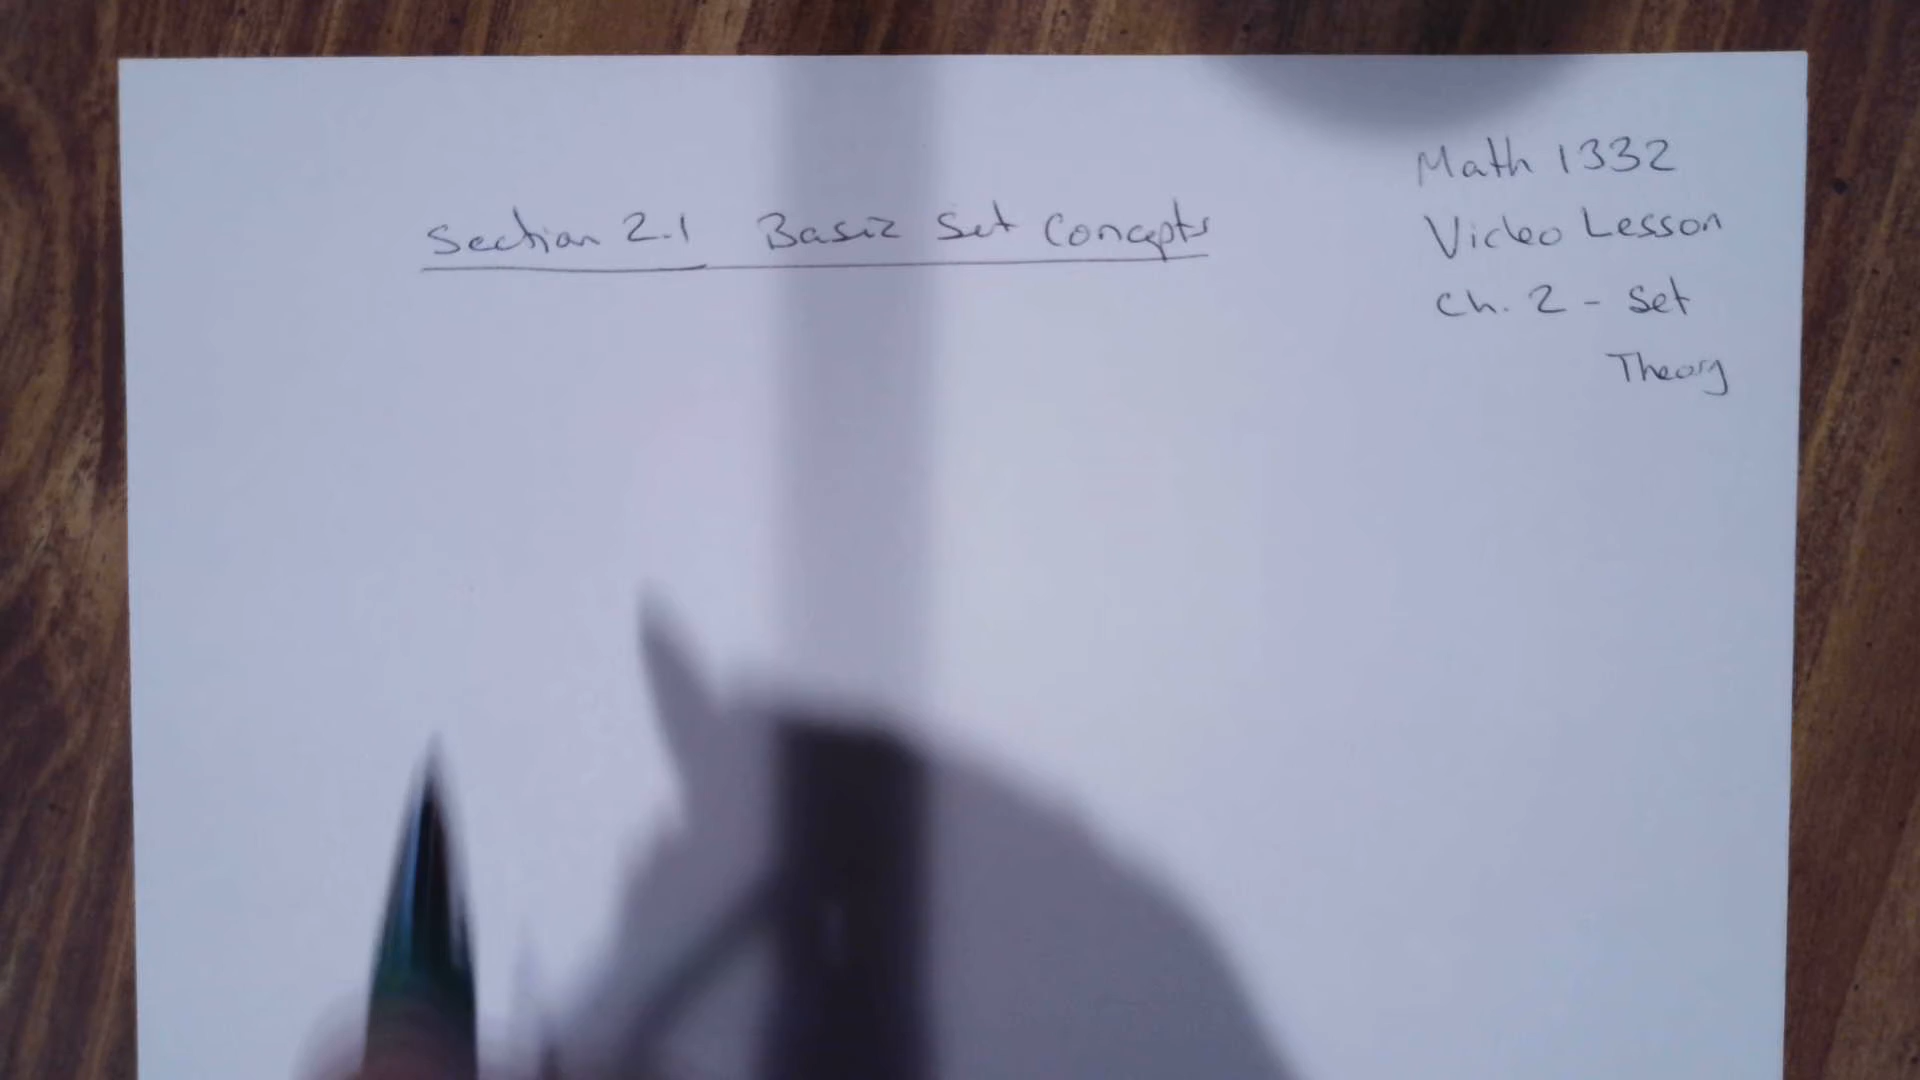 Math 1332
Section 2.1 Basic Set Concepts
Video Lesson
Ch. 2 - Set
Theory